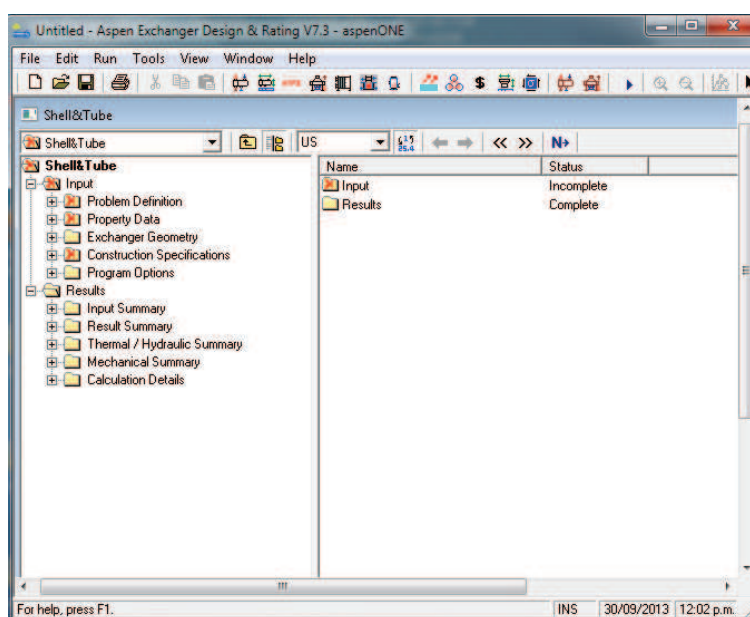 Untitled - Aspen Exchanger Design & Rating V7.3 - aspenONE
File Edit Run Tools View Window Help
Shell&Tube
Shell&Tube US
Shell&Tube
Input
Problem Definition
Property Data
Exchanger Geometry
Construction Specifications
Program Options
Results
Input Summary
Result Summary
Thermal / Hydraulic Summary
Mechanical Summary
Calculation Details
Name Status
Input Incomplete
Results Complete
For help, press F1. INS 30/09/2013 12:02 p.m.